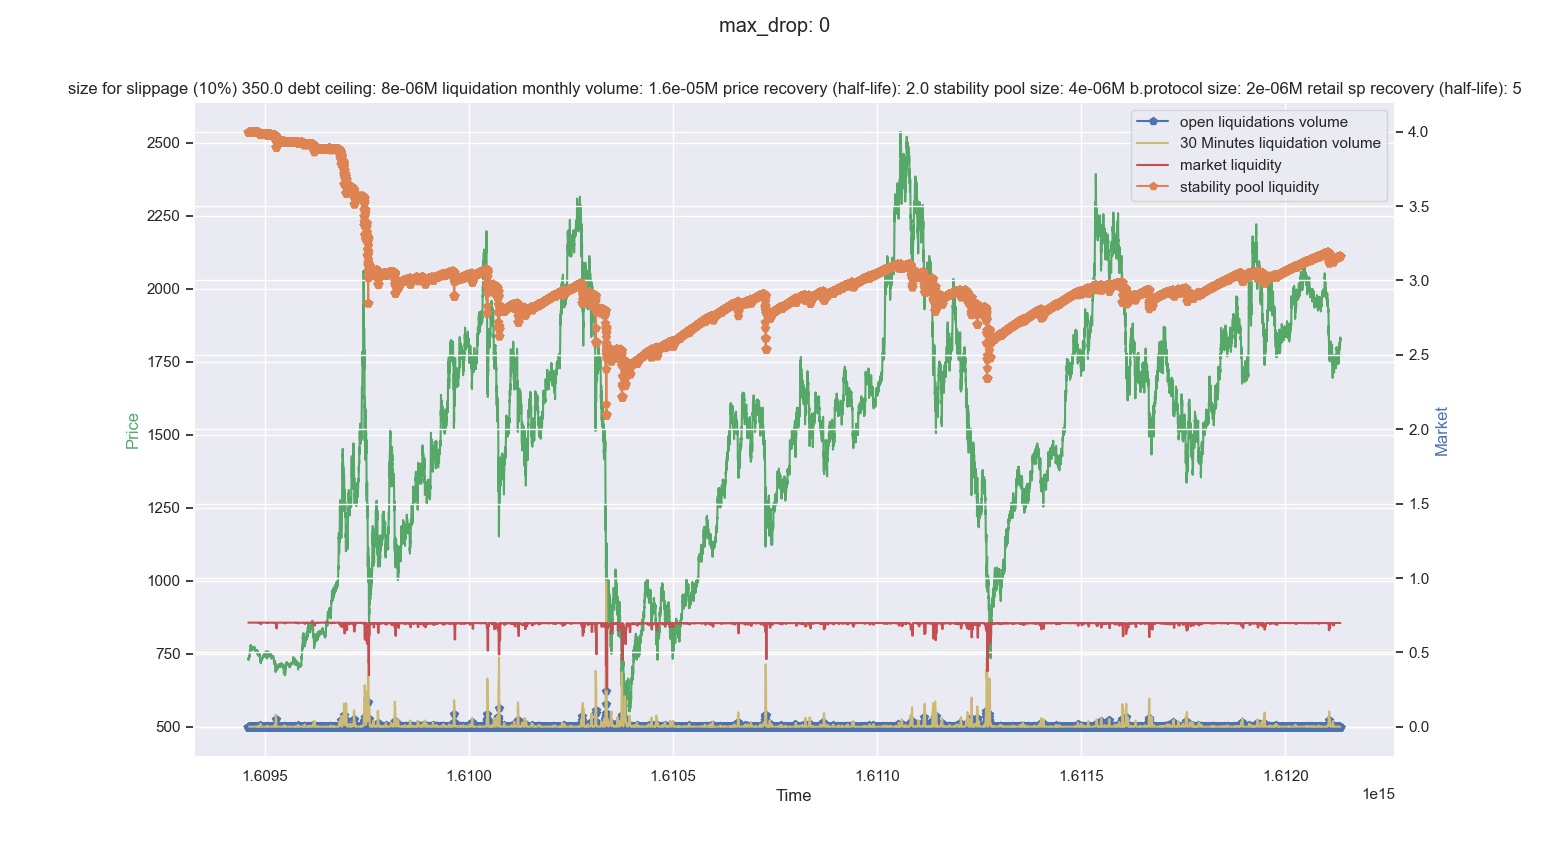 max_drop: 0
size for slippage (10%) 350.0 debt ceiling: 8e-06M liquidation monthly volume: 1.6e-05M price recovery (half-life): 2.0 stability pool size: 4e-06M b.protocol size: 2e-06M retail sp recovery (half-life): 5
open liquidations volume
30 Minutes liquidation volume
market liquidity
stability pool liquidity
2500
2250
2000
1750
1500
1250
1000
750
500
Price
4.0
3.5
3.0
2.5
2.0
1.5
1.0
0.5
0.0
Market
1.6095
1.6100
1.6105
1.6110
1.6115
1.6120
1e15
Time